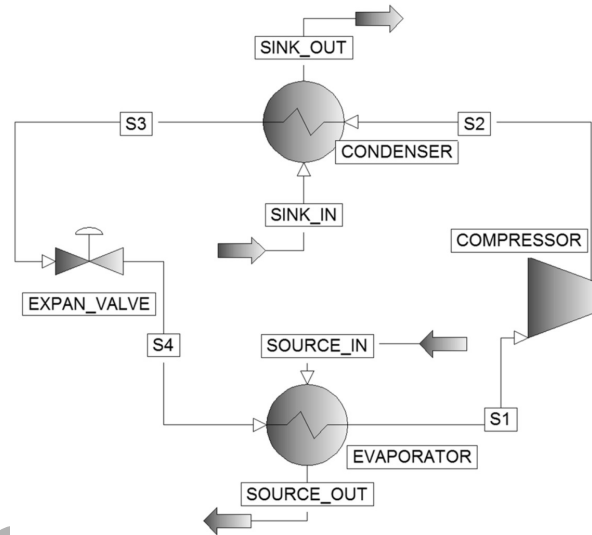 SINK_OUT
S3
S2
CONDENSER
SINK_IN
COMPRESSOR
EXPAN_VALVE
S4
SOURCE_IN
S1
EVAPORATOR
SOURCE_OUT